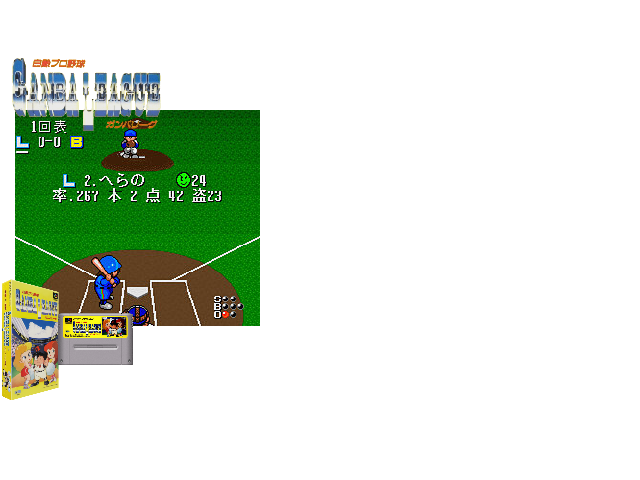 白熱プロ野球
GANBA LEAGUE
ガンバリーグ
1回表
L 0-0 B
L 2.へらの 24
率.267 本 2 点 42 盗23
S
B
O